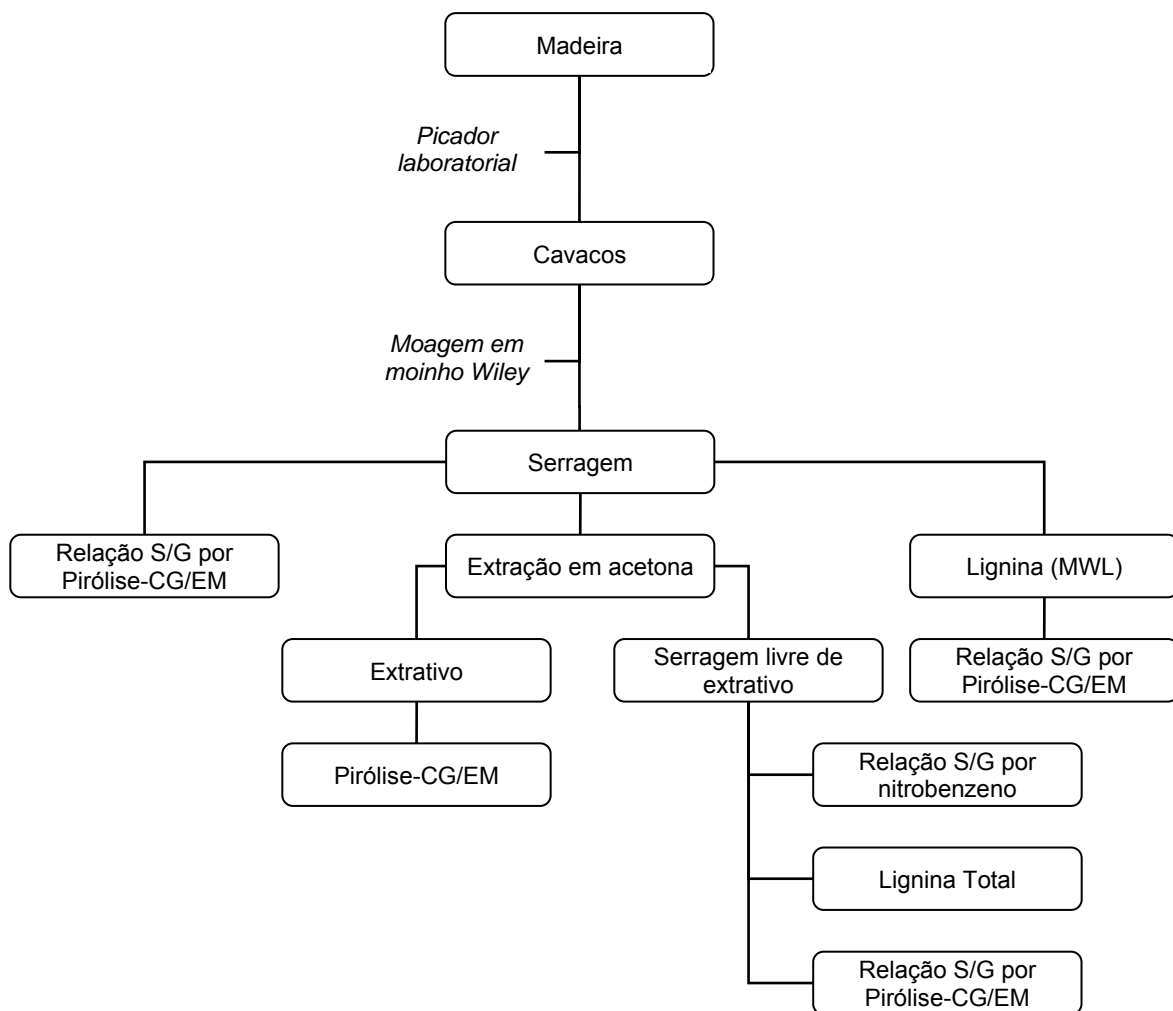 Madeira
Picador
laboratorial
Cavacos
Moagem em
moinho Wiley
Serragem
Relação S/G por
Pirólise-CG/EM
Extração em acetona
Lignina (MWL)
Extrativo
Serragem livre de
extrativo
Relação S/G por
Pirólise-CG/EM
Pirólise-CG/EM
Relação S/G por
nitrobenzeno
Lignina Total
Relação S/G por
Pirólise-CG/EM